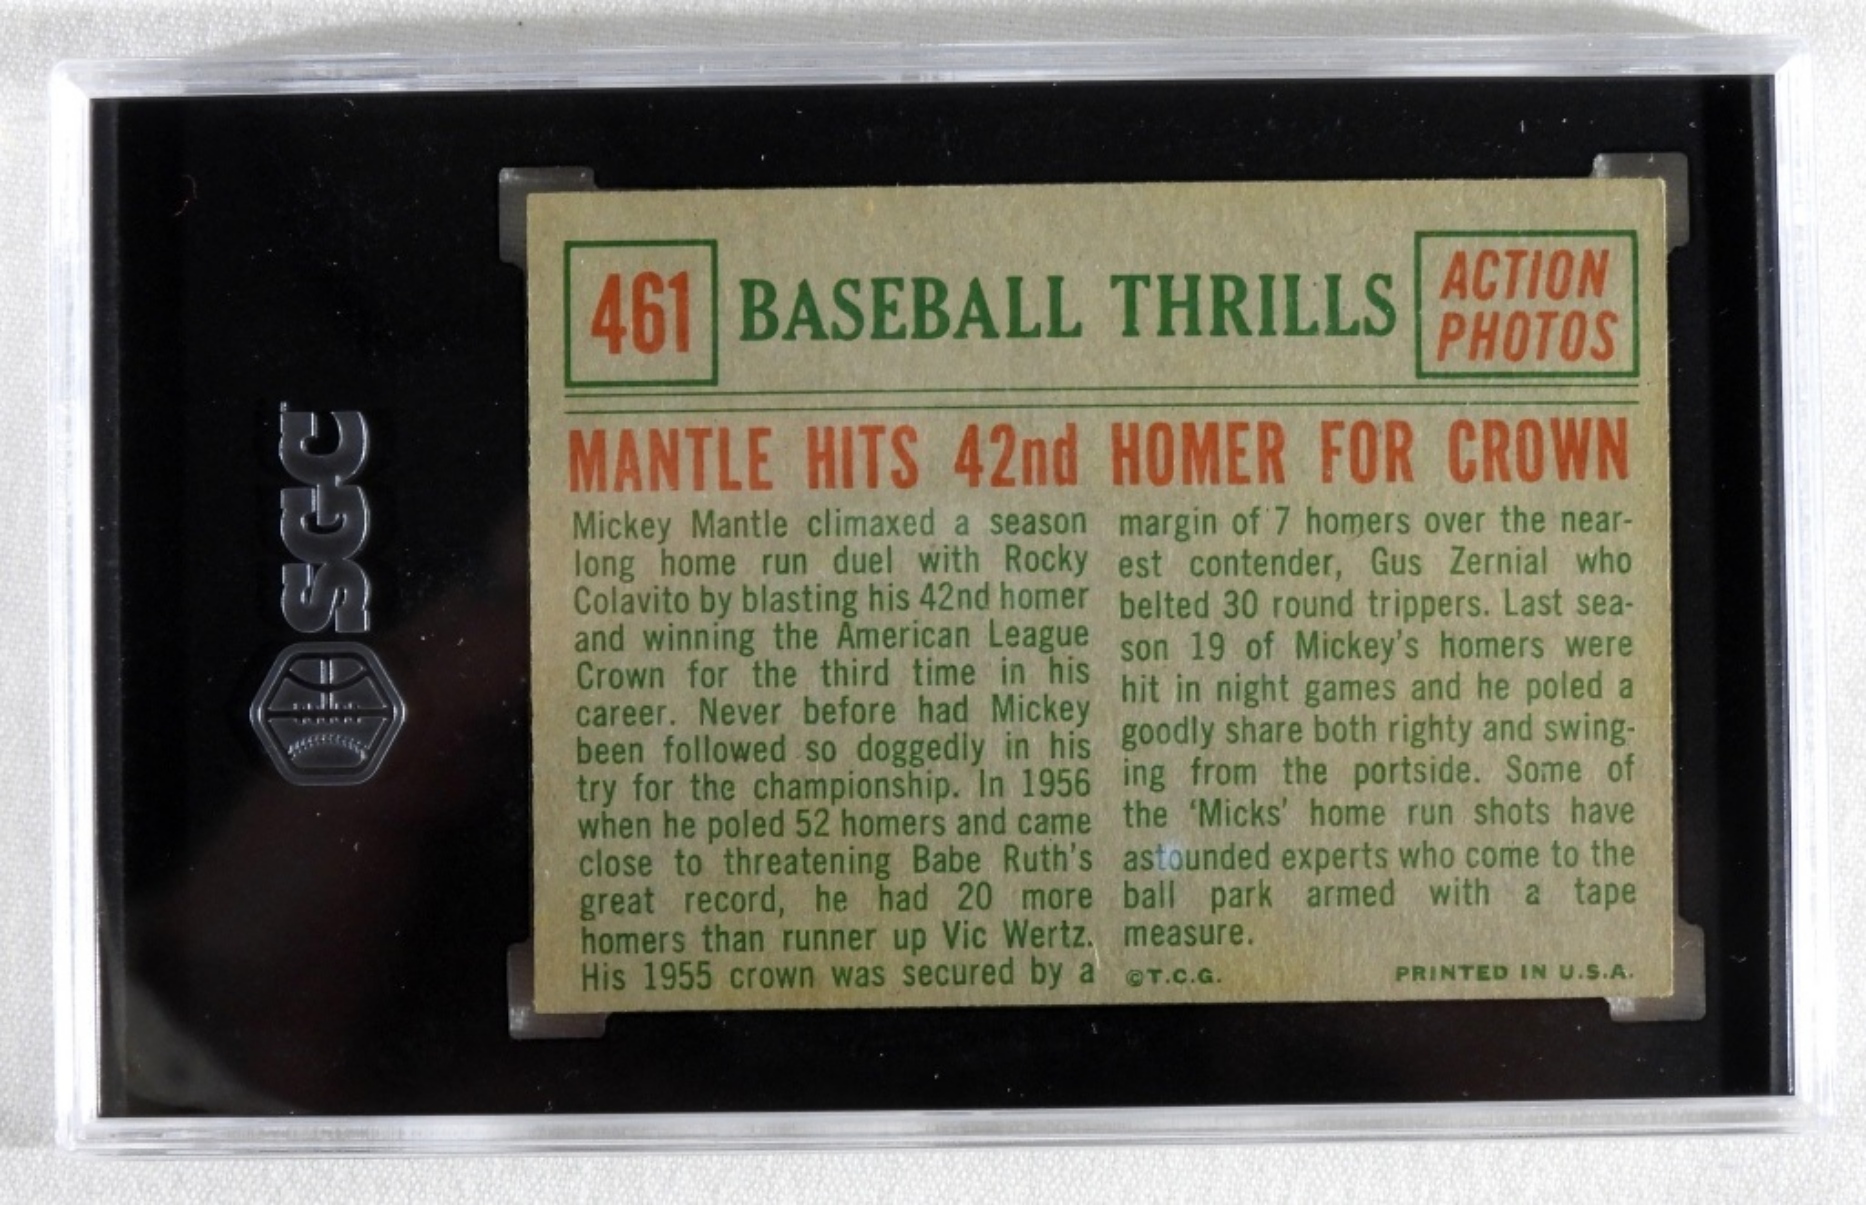 SGC
461
BASEBALL THRILLS
ACTION
PHOTOS
MANTLE HITS 42nd HOMER FOR CROWN
Mickey Mantle climaxed a season
long home run duel with Rocky
Colavito by blasting his 42nd homer
and winning the American League
Crown for the third time in his
career. Never before had Mickey
been followed so doggedly in his
try for the championship. In 1956
when he poled 52 homers and came
close to threatening Babe Ruth's
great record, he had 20 more
homers than runner up Vic Wertz.
His 1955 crown was secured by a
margin of 7 homers over the near-
est contender, Gus Zernial who
belted 30 round trippers. Last sea-
son 19 of Mickey's homers were
hit in night games and he poled a
goodly share both righty and swing-
ing from the portside. Some of
the 'Micks' home run shots have
astounded experts who come to the
ball park armed with a tape
measure.
©T.C.G.
PRINTED IN U.S.A.